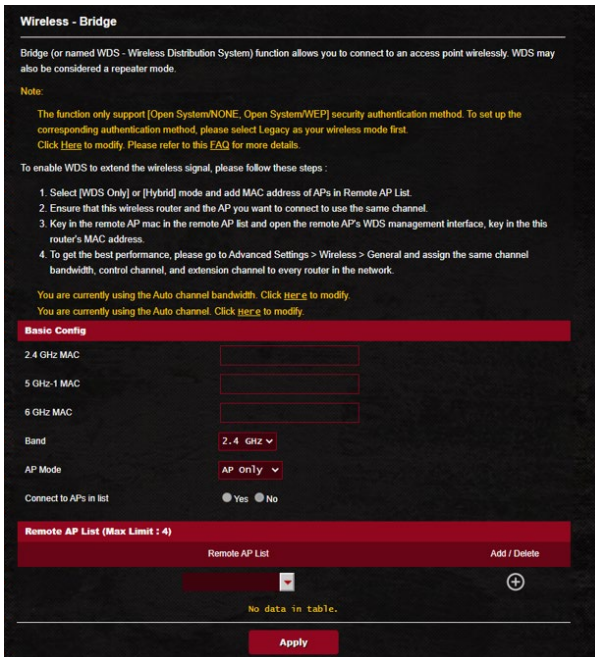 Wireless - Bridge
Bridge (or named WDS - Wireless Distribution System) function allows you to connect to an access point wirelessly. WDS may
also be considered a repeater mode.
Note:
The function only support [Open System/NONE, Open System/WEP] security authentication method. To set up the
corresponding authentication method, please select Legacy as your wireless mode first.
Click Here to modify. Please refer to this FAQ for more details.
To enable WDS to extend the wireless signal, please follow these steps :
1. Select [WDS Only] or [Hybrid] mode and add MAC address of APs in Remote AP List.
2. Ensure that this wireless router and the AP you want to connect to use the same channel.
3. Key in the remote AP mac in the remote AP list and open the remote AP's WDS management interface, key in the this
router's MAC address.
4. To get the best performance, please go to Advanced Settings > Wireless > General and assign the same channel
bandwidth, control channel, and extension channel to every router in the network.
You are currently using the Auto channel bandwidth. Click Here to modify.
You are currently using the Auto channel. Click Here to modify.
Basic Config
2.4 GHz MAC
5 GHz-1 MAC
6 GHz MAC
Band 2.4 GHz
AP Mode AP Only
Connect to APs in list Yes No
Remote AP List (Max Limit : 4)
Remote AP List Add / Delete
No data in table.
Apply